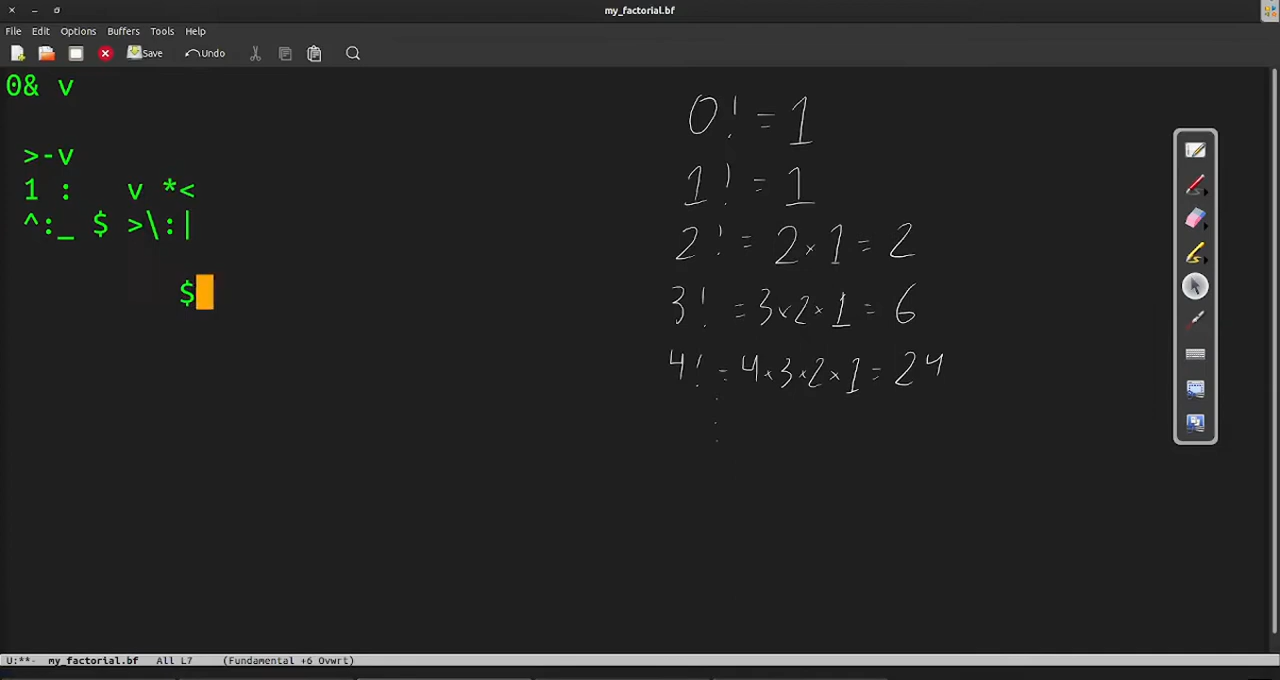 my_factorial.bf
File Edit Options Buffers Tools Help
Save Undo
0& v
>-v
1 :   v *<
^:_ $ >\:|
$
0! = 1
1! = 1
2! = 2×1 = 2
3! = 3×2×1 = 6
4! = 4×3×2×1 = 24
U:**- my_factorial.bf All L7 (Fundamental +6 Ovwrt)